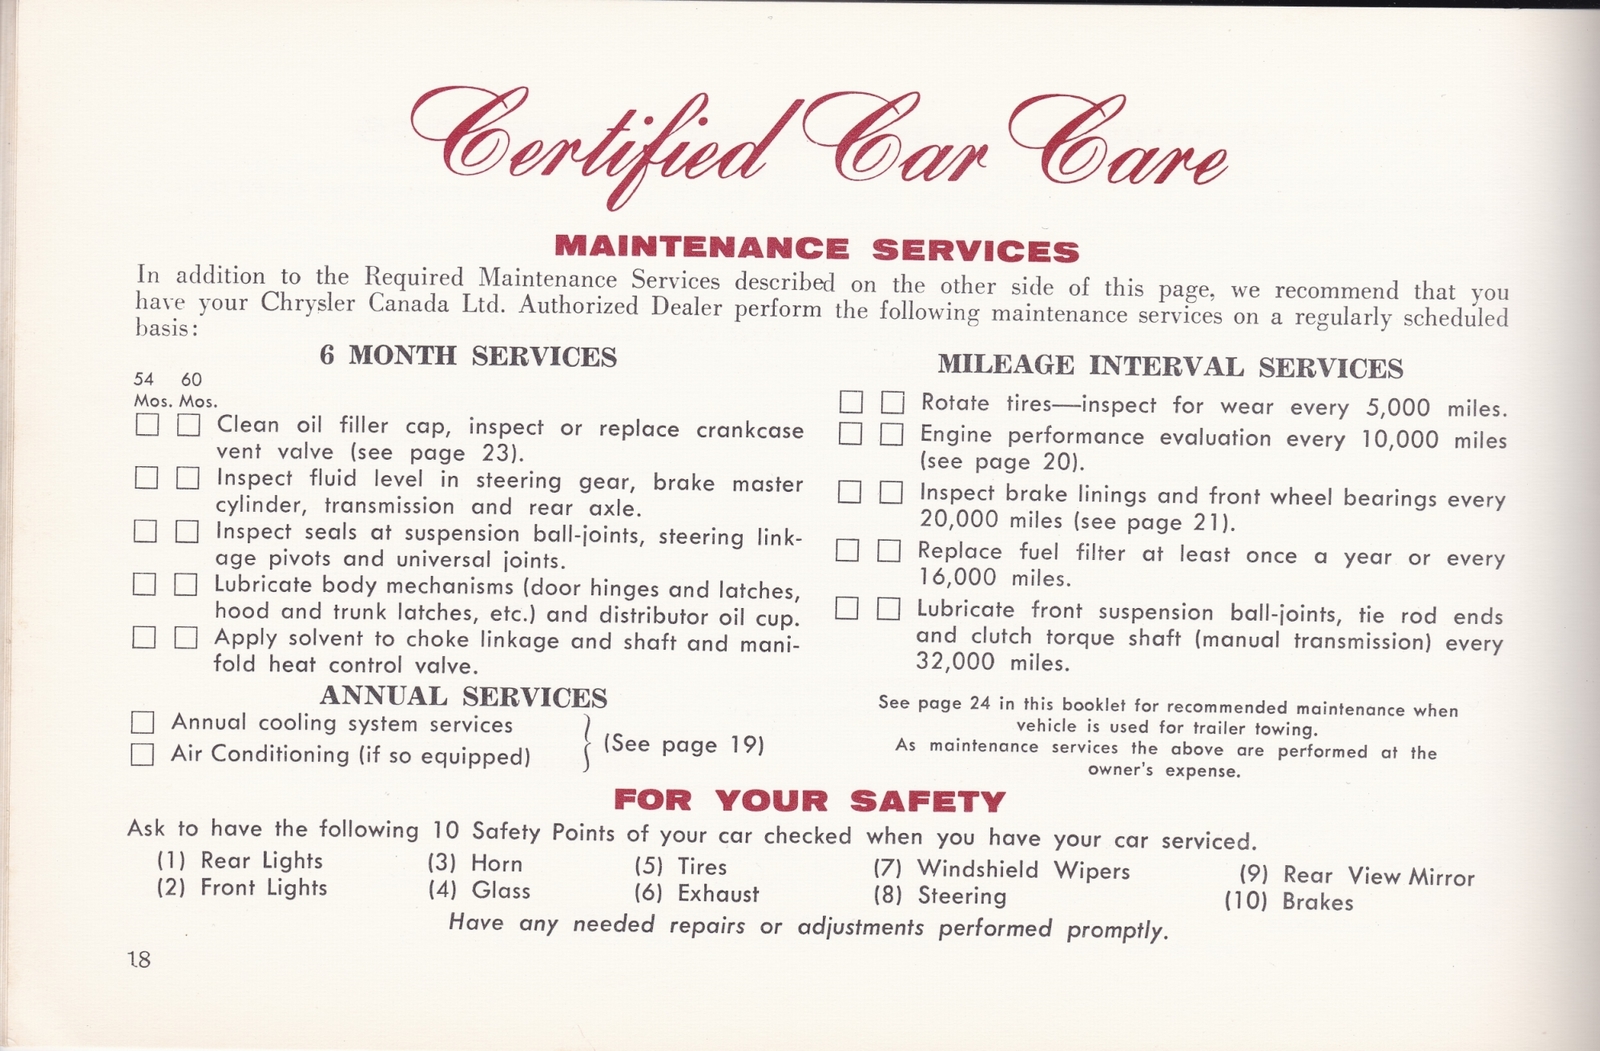 Certified Car Care
MAINTENANCE SERVICES
In addition to the Required Maintenance Services described on the other side of this page, we recommend that you
have your Chrysler Canada Ltd. Authorized Dealer perform the following maintenance services on a regularly scheduled
basis:
6 MONTH SERVICES
54 60
Mos. Mos.
Clean oil filler cap, inspect or replace crankcase
vent valve (see page 23).
Inspect fluid level in steering gear, brake master
cylinder, transmission and rear axle.
Inspect seals at suspension ball-joints, steering link-
age pivots and universal joints.
Lubricate body mechanisms (door hinges and latches,
hood and trunk latches, etc.) and distributor oil cup.
Apply solvent to choke linkage and shaft and mani-
fold heat control valve.
ANNUAL SERVICES
Annual cooling system services
Air Conditioning (if so equipped)
(See page 19)
MILEAGE INTERVAL SERVICES
Rotate tires—inspect for wear every 5,000 miles.
Engine performance evaluation every 10,000 miles
(see page 20).
Inspect brake linings and front wheel bearings every
20,000 miles (see page 21).
Replace fuel filter at least once a year or every
16,000 miles.
Lubricate front suspension ball-joints, tie rod ends
and clutch torque shaft (manual transmission) every
32,000 miles.
See page 24 in this booklet for recommended maintenance when
vehicle is used for trailer towing.
As maintenance services the above are performed at the
owner's expense.
FOR YOUR SAFETY
Ask to have the following 10 Safety Points of your car checked when you have your car serviced.
(1) Rear Lights (3) Horn (5) Tires (7) Windshield Wipers (9) Rear View Mirror
(2) Front Lights (4) Glass (6) Exhaust (8) Steering (10) Brakes
Have any needed repairs or adjustments performed promptly.
18